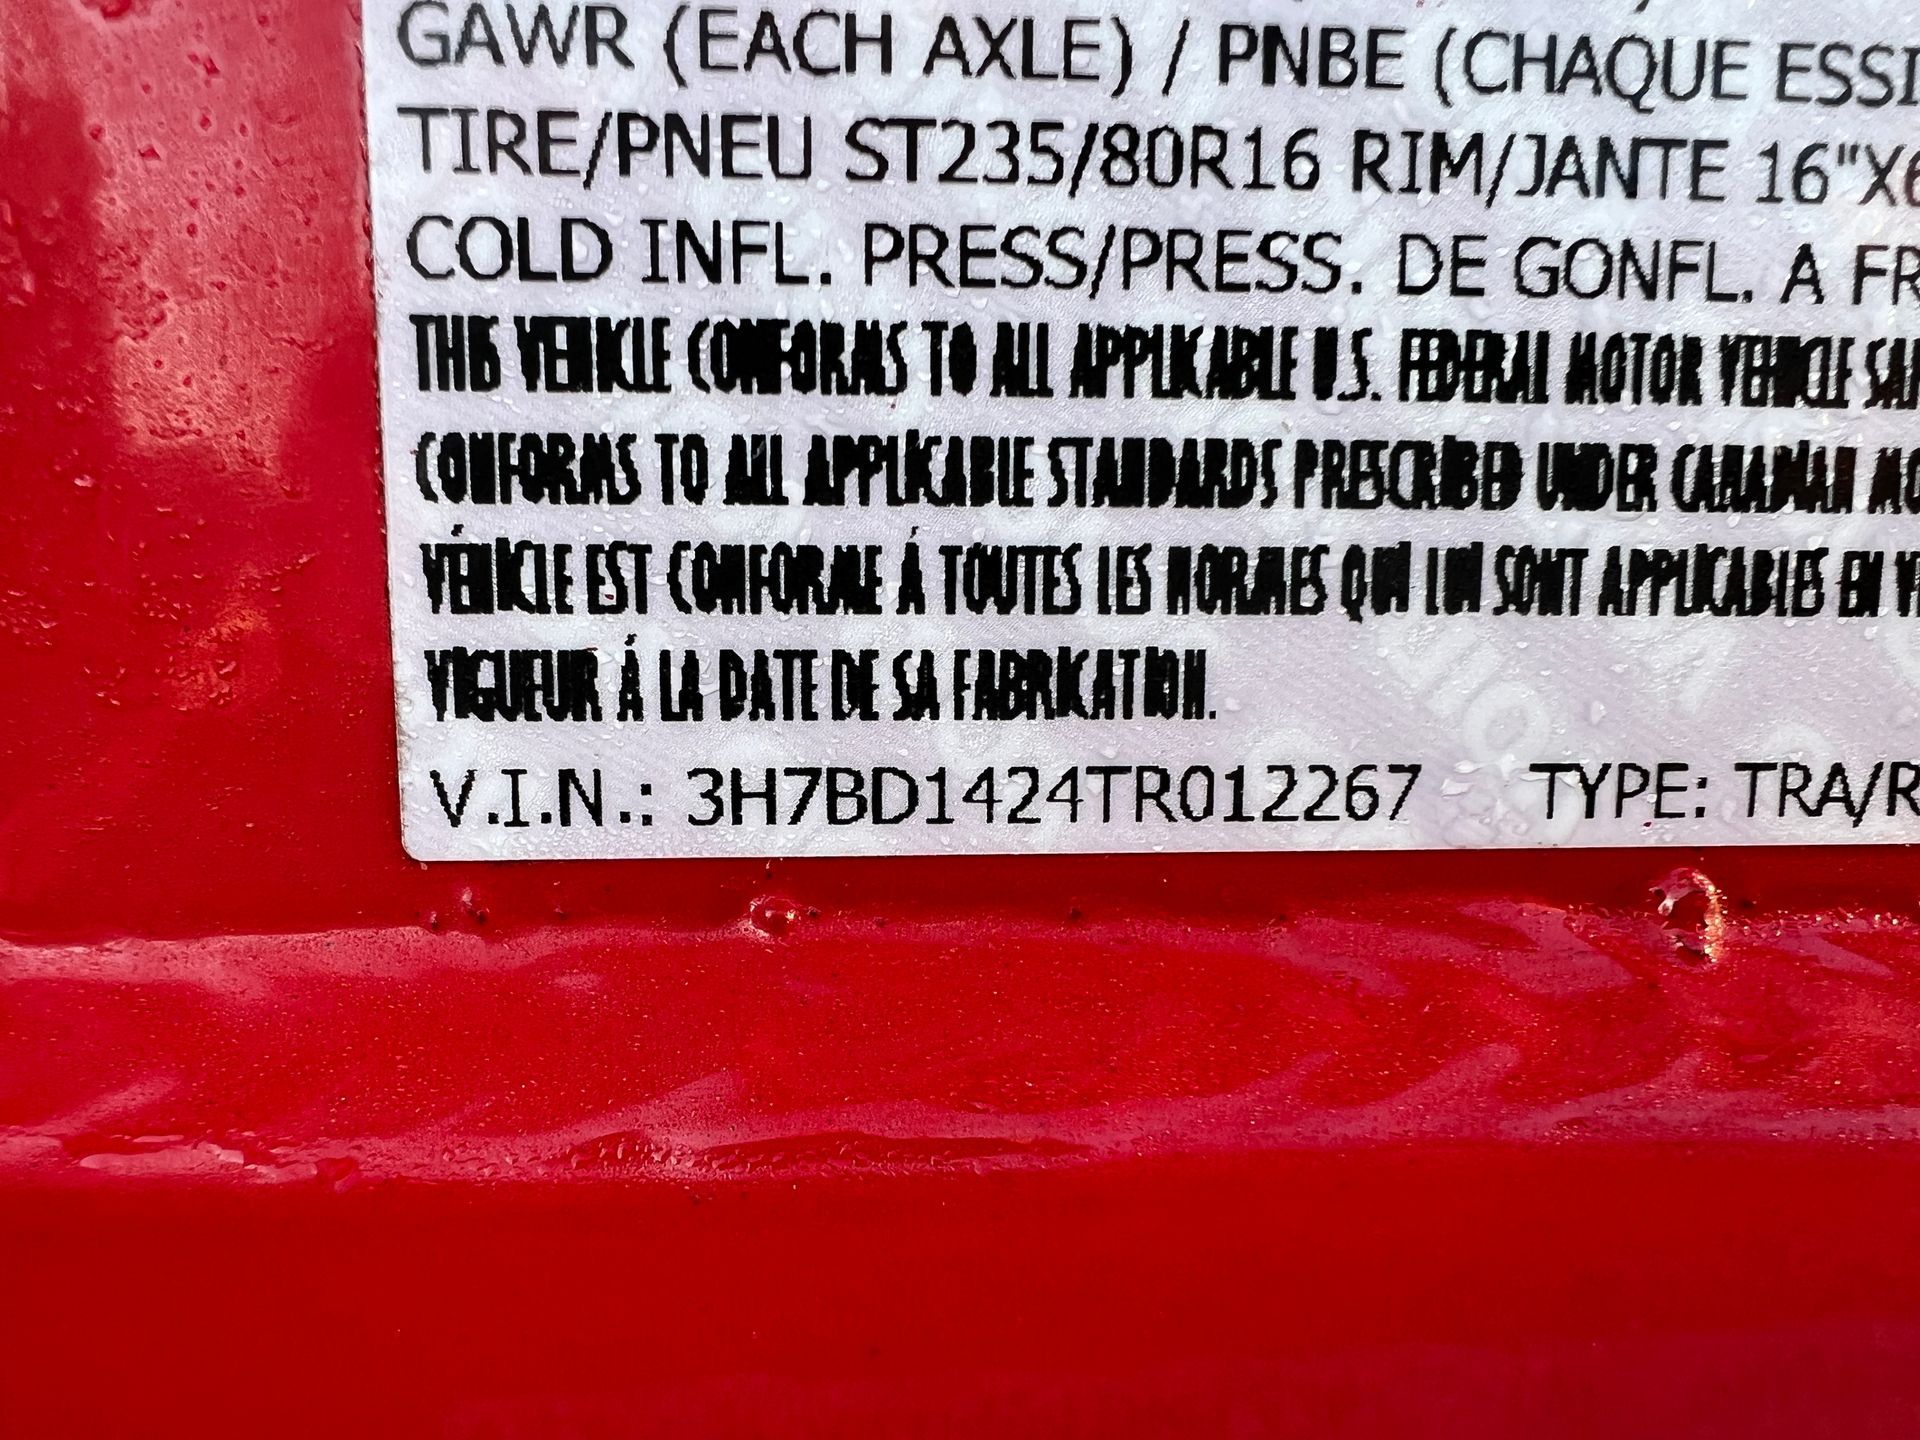 GAWR (EACH AXLE) / PNBE (CHAQUE ESSI
TIRE/PNEU ST235/80R16 RIM/JANTE 16"X6
COLD INFL. PRESS/PRESS. DE GONFL. A FR
THIS VEHICLE CONFORMS TO ALL APPLICABLE U.S. FEDERAL MOTOR VEHICLE SAF
CONFORMS TO ALL APPLICABLE STANDARDS PRESCRIBED UNDER CANADIAN MO
VÉHICLE EST CONFORME Á TOUTES LES NORMES QUI LUI SONT APPLICABLES EN V
VIGUEUR Á LA DATE DE SA FABRICATION.
V.I.N.: 3H7BD1424TR012267 TYPE: TRA/R